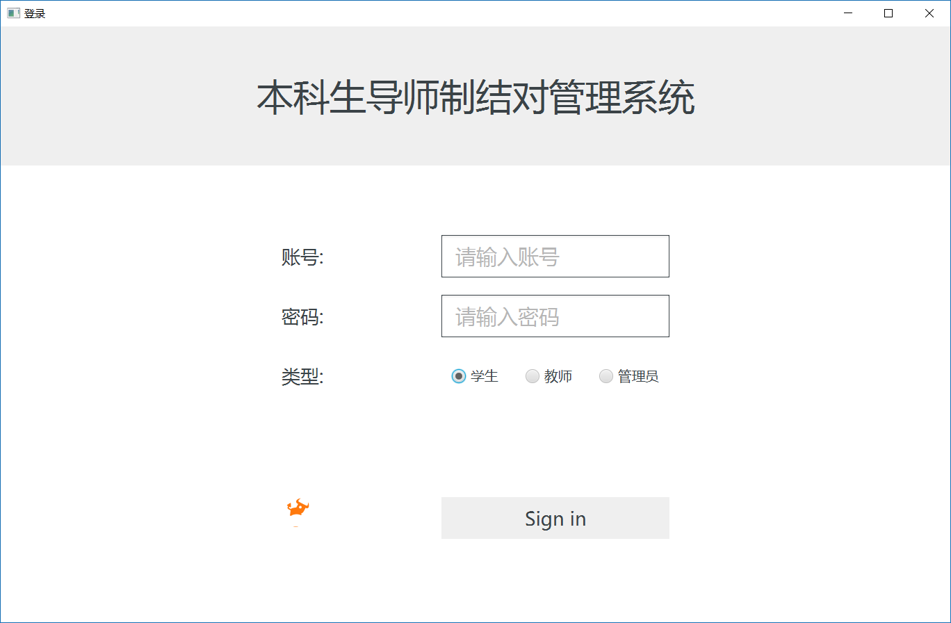 登录
本科生导师制结对管理系统
账号:
请输入账号
密码:
请输入密码
类型:
学生 教师 管理员
Sign in